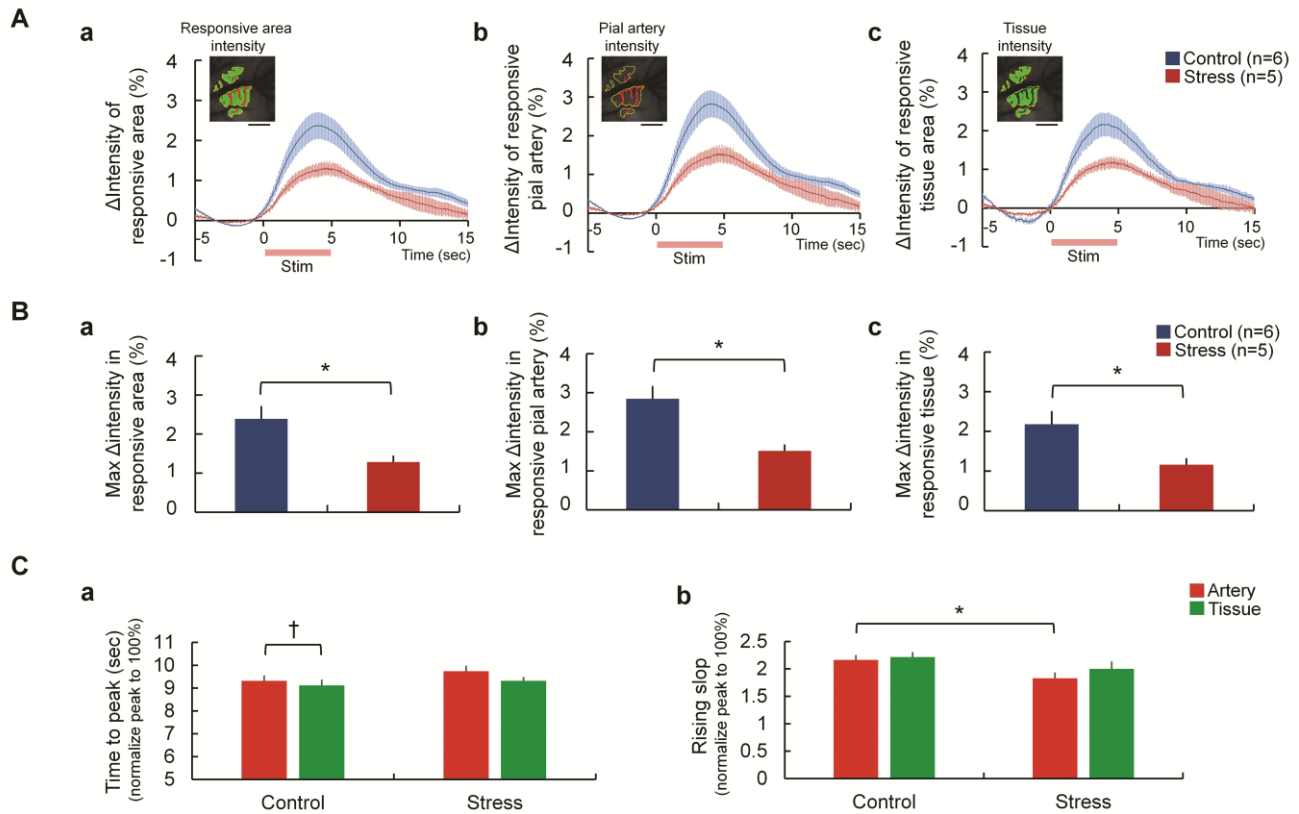 A
a
Responsive area
intensity
ΔIntensity of
responsive area (%)
4
3
2
1
0
-1
-5
0
5
10
15
Time (sec)
Stim
b
Pial artery
intensity
ΔIntensity of responsive
pial artery (%)
4
3
2
1
0
-1
-5
0
5
10
15
Time (sec)
Stim
c
Tissue
intensity
ΔIntensity of responsive
tissue area (%)
4
3
2
1
0
-1
-5
0
5
10
15
Time (sec)
Stim
Control (n=6)
Stress (n=5)
B
a
Max Δintensity in
responsive area (%)
4
3
2
1
0
*
b
Max Δintensity in
responsive pial artery (%)
4
3
2
1
0
*
c
Max Δintensity in
responsive tissue (%)
4
3
2
1
0
*
Control (n=6)
Stress (n=5)
C
a
Time to peak (sec)
(normalize peak to 100%)
11
10
9
8
7
6
5
†
Control
Stress
b
Rising slop
(normalize peak to 100%)
2.5
2
1.5
1
0.5
0
*
Control
Stress
Artery
Tissue